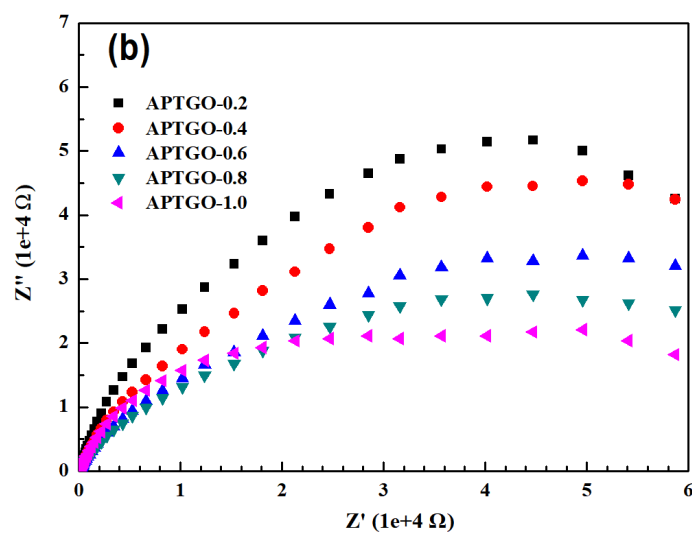 (b)
7
6
5
4
3
2
1
0
Z'' (1e+4 Ω)
APTGO-0.2
APTGO-0.4
APTGO-0.6
APTGO-0.8
APTGO-1.0
0 1 2 3 4 5 6
Z' (1e+4 Ω)